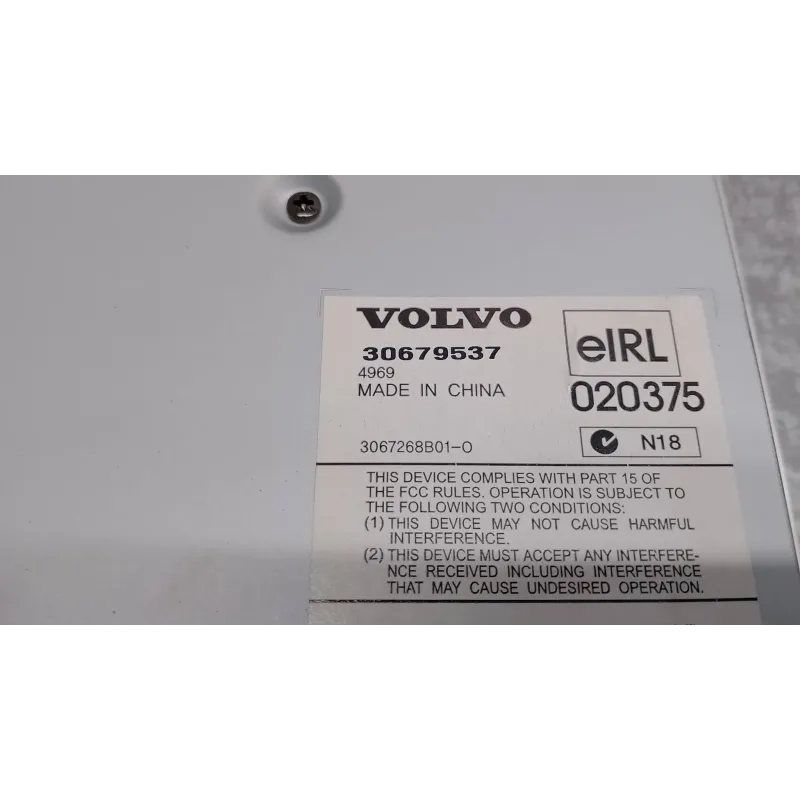 VOLVO
30679537
4969
MADE IN CHINA
eIRL
020375
3067268B01-O
N18
THIS DEVICE COMPLIES WITH PART 15 OF
THE FCC RULES. OPERATION IS SUBJECT TO
THE FOLLOWING TWO CONDITIONS:
(1) THIS DEVICE MAY NOT CAUSE HARMFUL
INTERFERENCE.
(2) THIS DEVICE MUST ACCEPT ANY INTERFERE-
NCE RECEIVED INCLUDING INTERFERENCE
THAT MAY CAUSE UNDESIRED OPERATION.